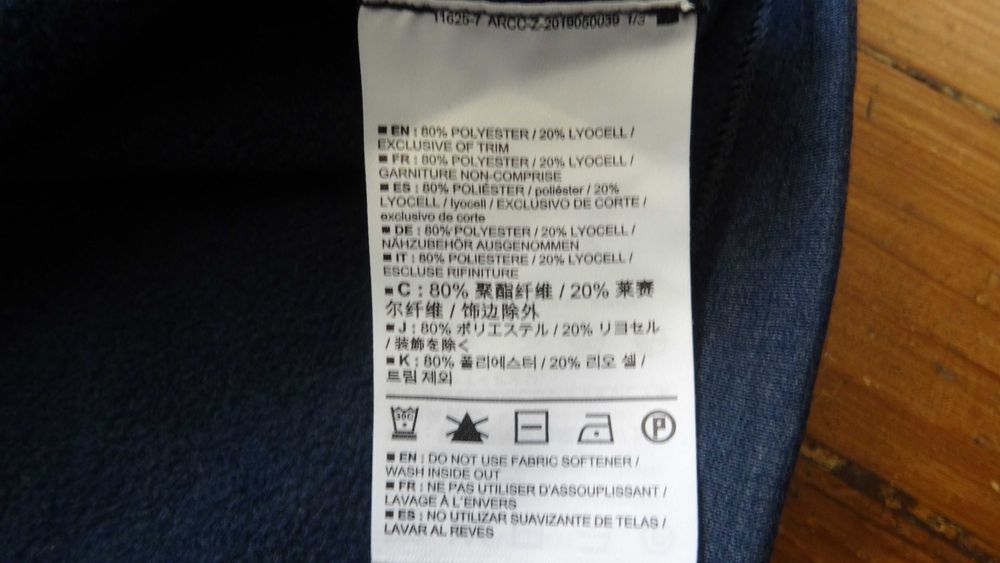 11625-7 ARCC-Z-2019050039 1/3
EN : 80% POLYESTER / 20% LYOCELL /
EXCLUSIVE OF TRIM
FR : 80% POLYESTER / 20% LYOCELL /
GARNITURE NON-COMPRISE
ES : 80% POLIÉSTER / poliéster / 20%
LYOCELL / lyocell / EXCLUSIVO DE CORTE /
exclusivo de corte
DE : 80% POLYESTER / 20% LYOCELL /
NÄHZUBEHÖR AUSGENOMMEN
IT : 80% POLIESTERE / 20% LYOCELL /
ESCLUSE RIFINITURE
C : 80% 聚酯纤维 / 20% 莱赛
尔纤维 / 饰边除外
J : 80% ポリエステル / 20% リヨセル
/ 装飾を除く
K : 80% 폴리에스터 / 20% 리오 셀 /
트림 제외
30C P
EN : DO NOT USE FABRIC SOFTENER /
WASH INSIDE OUT
FR : NE PAS UTILISER D'ASSOUPLISSANT /
LAVAGE À L'ENVERS
ES : NO UTILIZAR SUAVIZANTE DE TELAS /
LAVAR AL REVES